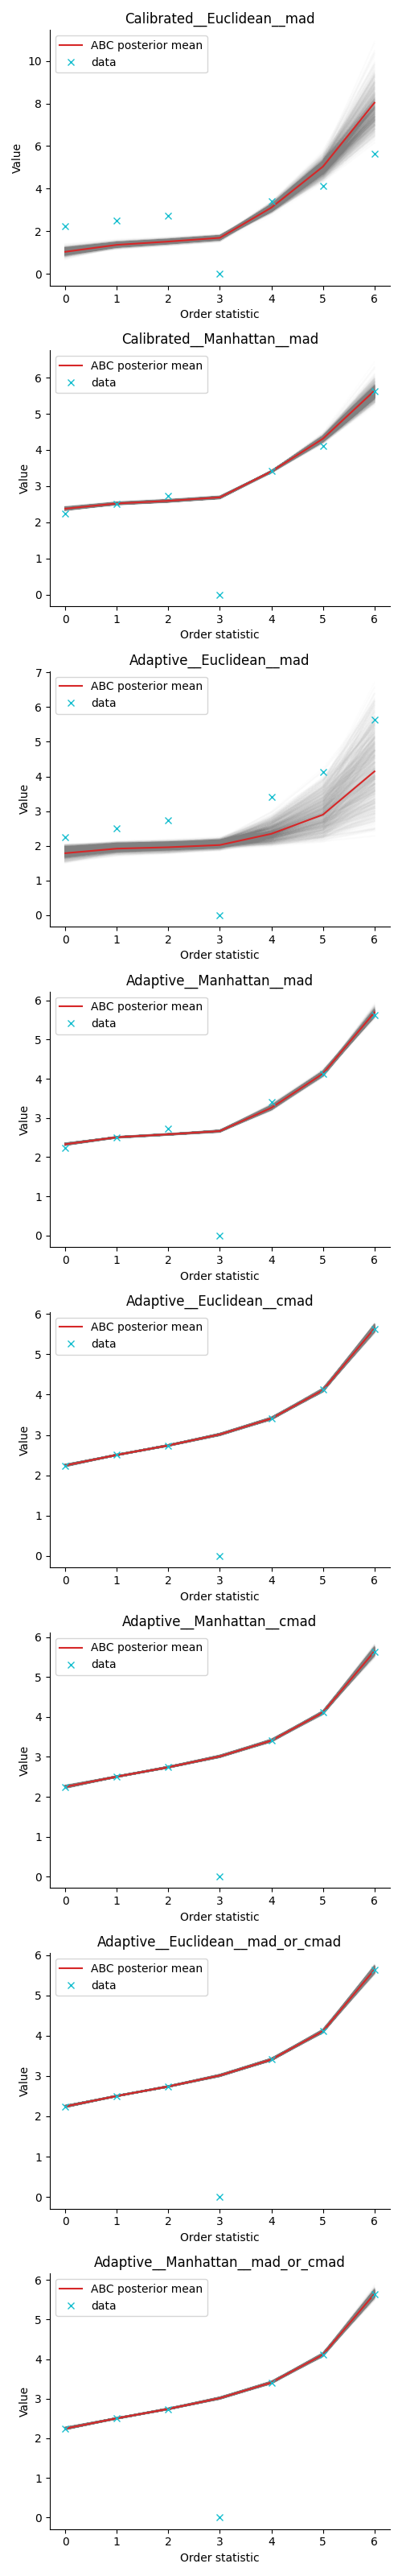 Calibrated__Euclidean__mad
ABC posterior mean
data
10
8
6
4
2
0
Value
0 1 2 3 4 5 6
Order statistic
Calibrated__Manhattan__mad
ABC posterior mean
data
6
5
4
3
2
1
0
Value
0 1 2 3 4 5 6
Order statistic
Adaptive__Euclidean__mad
ABC posterior mean
data
7
6
5
4
3
2
1
0
Value
0 1 2 3 4 5 6
Order statistic
Adaptive__Manhattan__mad
ABC posterior mean
data
6
5
4
3
2
1
0
Value
0 1 2 3 4 5 6
Order statistic
Adaptive__Euclidean__cmad
ABC posterior mean
data
6
5
4
3
2
1
0
Value
0 1 2 3 4 5 6
Order statistic
Adaptive__Manhattan__cmad
ABC posterior mean
data
6
5
4
3
2
1
0
Value
0 1 2 3 4 5 6
Order statistic
Adaptive__Euclidean__mad_or_cmad
ABC posterior mean
data
6
5
4
3
2
1
0
Value
0 1 2 3 4 5 6
Order statistic
Adaptive__Manhattan__mad_or_cmad
ABC posterior mean
data
6
5
4
3
2
1
0
Value
0 1 2 3 4 5 6
Order statistic